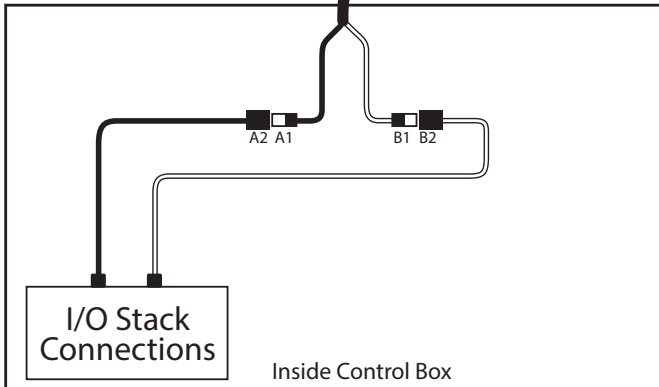 A2 A1 B1 B2
I/O Stack
Connections
Inside Control Box